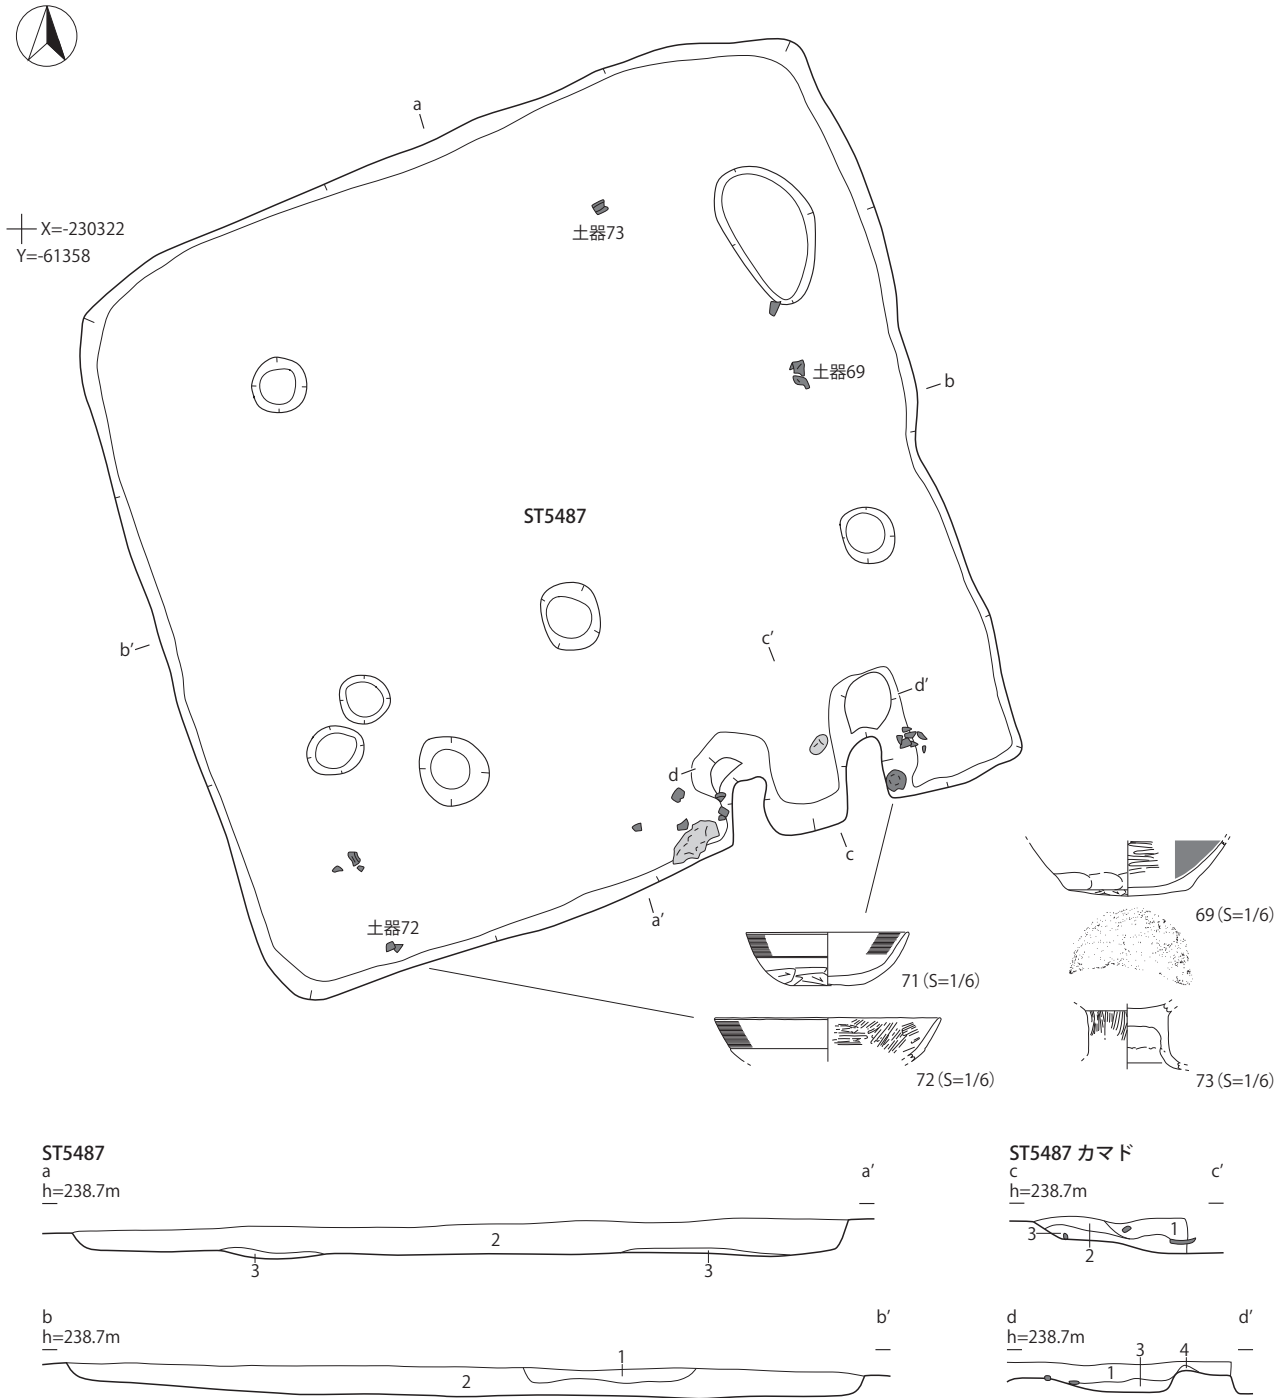 a
X=-230322
Y=-61358
土器73
土器69
b
ST5487
c′
b′
d′
d
c
a′
土器72
69(S=1/6)
71(S=1/6)
72(S=1/6)
73(S=1/6)
ST5487
a a′
h=238.7m
2
3 3
ST5487 カマド
c c′
h=238.7m
3 1
2
b b′
h=238.7m
1
2
d d′
h=238.7m
3 4
1